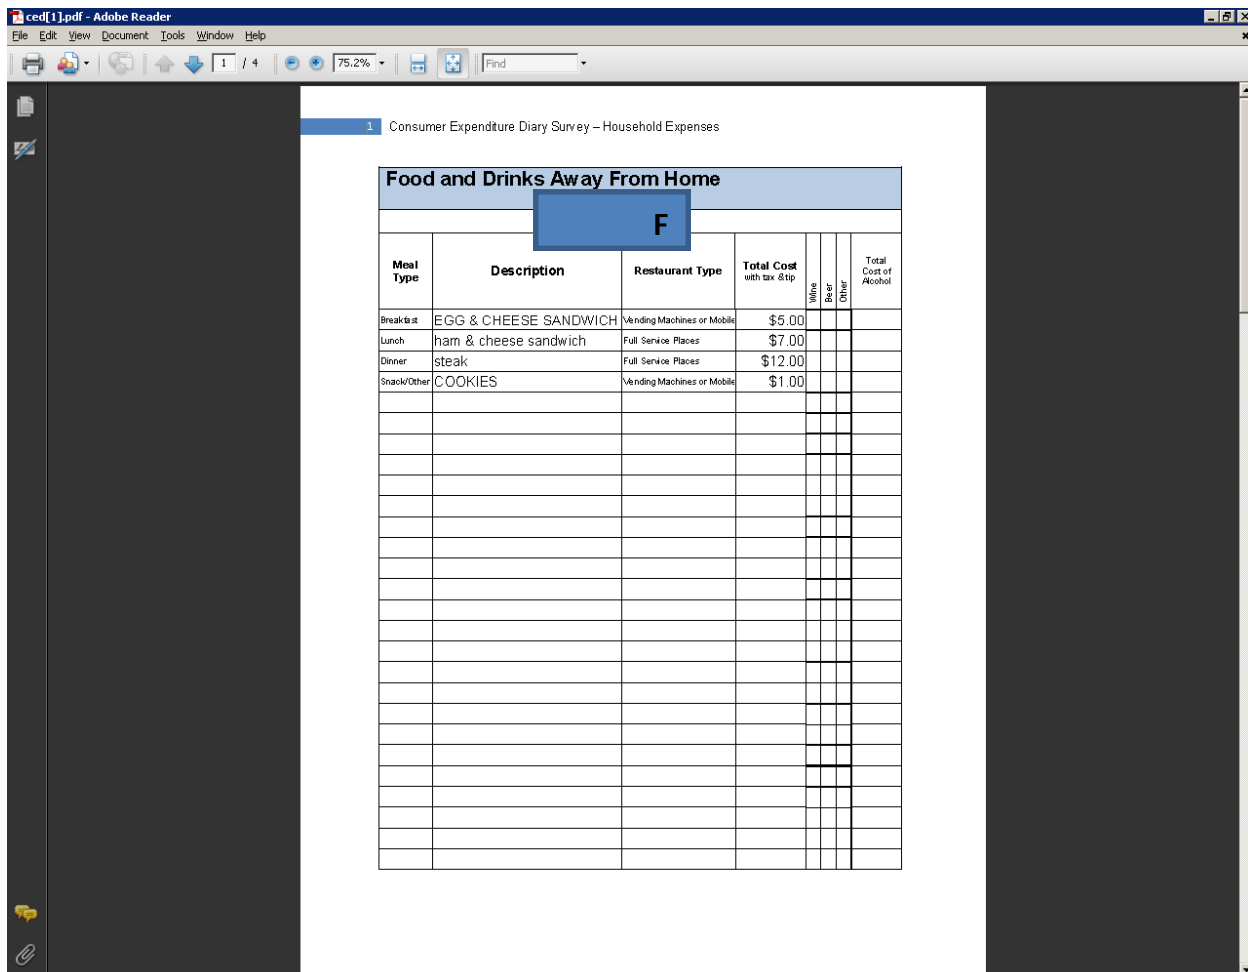 ced[1].pdf - Adobe Reader
File Edit View Document Tools Window Help
1 / 4 75.2% Find
1 Consumer Expenditure Diary Survey – Household Expenses
Food and Drinks Away From Home
F
Meal Type Description Restaurant Type Total Cost with tax & tip Wine Beer Other Total Cost of Alcohol
Breakfast EGG & CHEESE SANDWICH Vending Machines or Mobile $5.00
Lunch ham & cheese sandwich Full Service Places $7.00
Dinner steak Full Service Places $12.00
Snack/Other COOKIES Vending Machines or Mobile $1.00